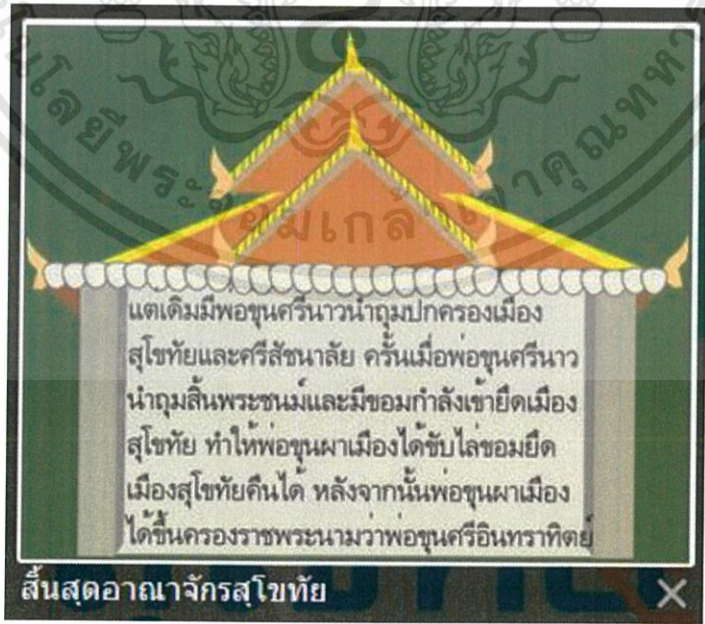 แต่เดิมมีพ่อขุนศรีนาวนำถุมปกครองเมือง
สุโขทัยและศรีสัชนาลัย ครั้นเมื่อพ่อขุนศรีนาว
นำถุมสิ้นพระชนม์และมีขอมกำลังเข้ายึดเมือง
สุโขทัย ทำให้พ่อขุนผาเมืองได้ขับไล่ขอมยึด
เมืองสุโขทัยคืนได้ หลังจากนั้นพ่อขุนผาเมือง
ได้ขึ้นครองราชพระนามว่าพ่อขุนศรีอินทราทิตย์
สิ้นสุดอาณาจักรสุโขทัย